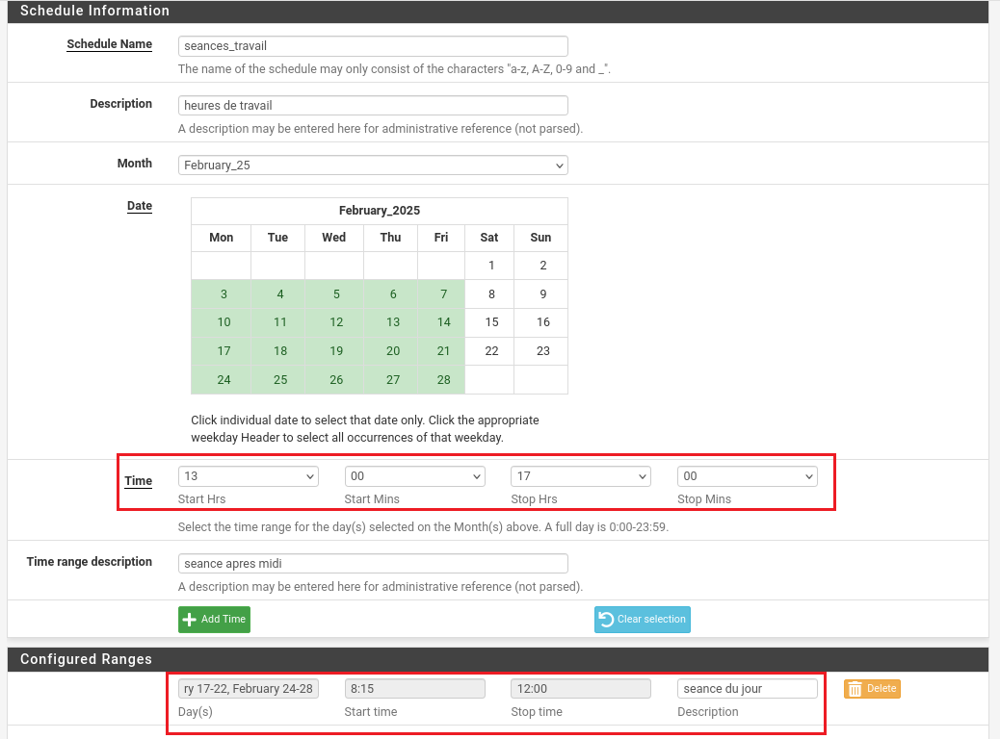 Schedule Information
Schedule Name
seances_travail
The name of the schedule may only consist of the characters "a-z, A-Z, 0-9 and _".
Description
heures de travail
A description may be entered here for administrative reference (not parsed).
Month
February_25
Date
February_2025
Mon Tue Wed Thu Fri Sat Sun
1 2
3 4 5 6 7 8 9
10 11 12 13 14 15 16
17 18 19 20 21 22 23
24 25 26 27 28
Click individual date to select that date only. Click the appropriate
weekday Header to select all occurrences of that weekday.
Time
13 00 17 00
Start Hrs Start Mins Stop Hrs Stop Mins
Select the time range for the day(s) selected on the Month(s) above. A full day is 0:00-23:59.
Time range description
seance apres midi
A description may be entered here for administrative reference (not parsed).
Add Time Clear selection
Configured Ranges
ry 17-22, February 24-28 8:15 12:00 seance du jour Delete
Day(s) Start time Stop time Description